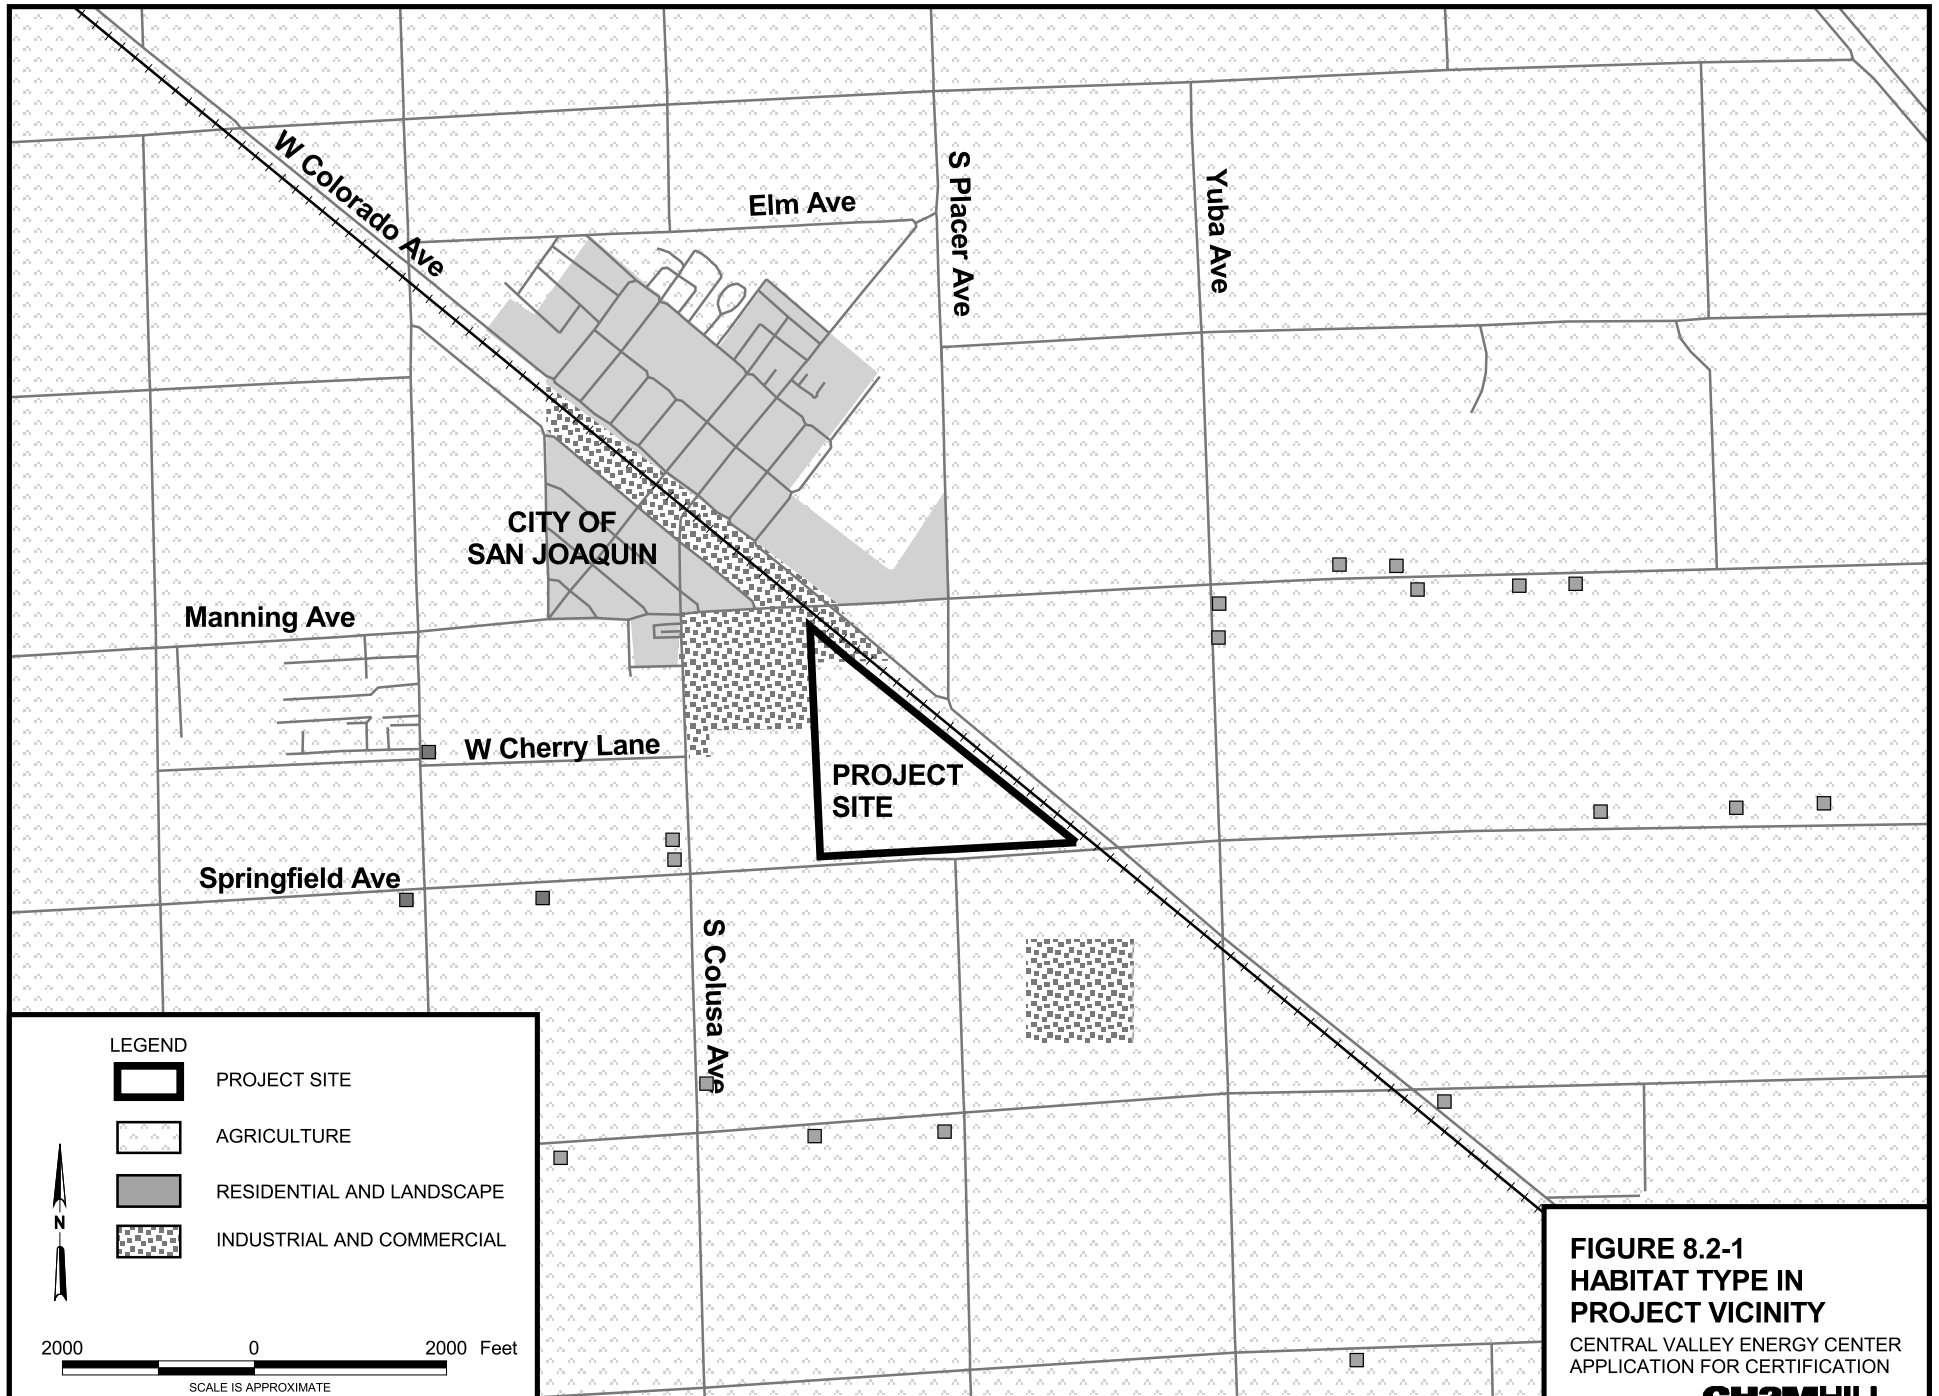 W Colorado Ave
Elm Ave
S Placer Ave
Yuba Ave
CITY OF
SAN JOAQUIN
Manning Ave
W Cherry Lane
PROJECT
SITE
Springfield Ave
S Colusa Ave
LEGEND
PROJECT SITE
AGRICULTURE
RESIDENTIAL AND LANDSCAPE
INDUSTRIAL AND COMMERCIAL
N
2000 0 2000 Feet
SCALE IS APPROXIMATE
FIGURE 8.2-1
HABITAT TYPE IN
PROJECT VICINITY
CENTRAL VALLEY ENERGY CENTER
APPLICATION FOR CERTIFICATION
CH2MHILL